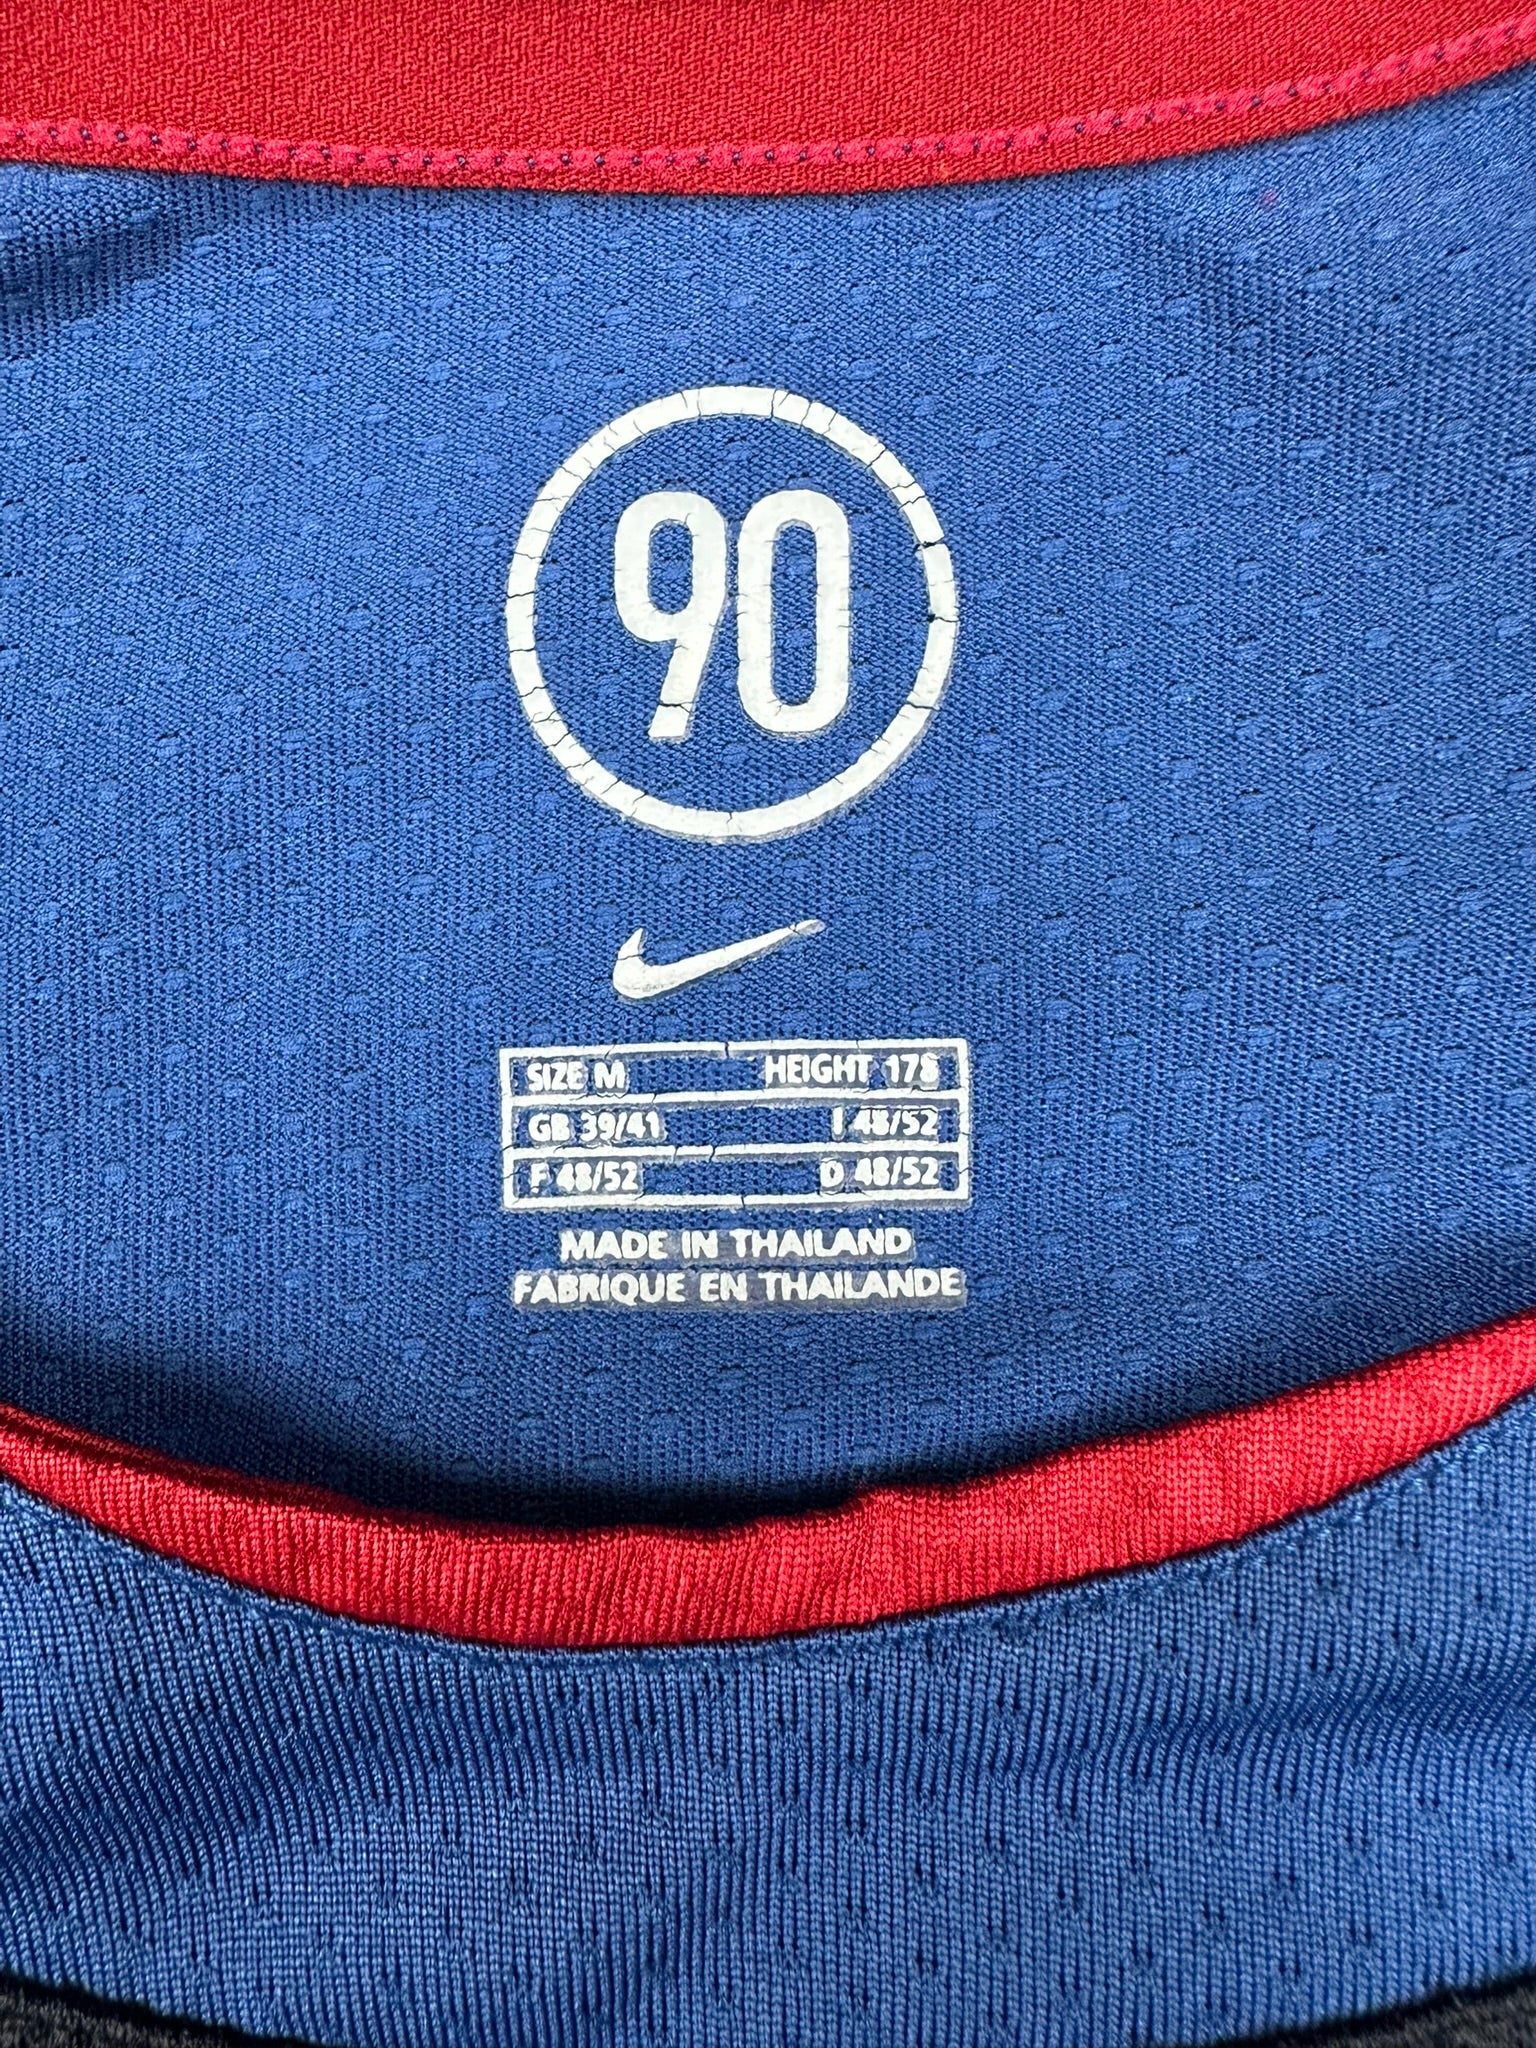 90
SIZE M HEIGHT 178
GB 39/41 I 48/52
F 48/52 D 48/52
MADE IN THAILAND
FABRIQUE EN THAILANDE